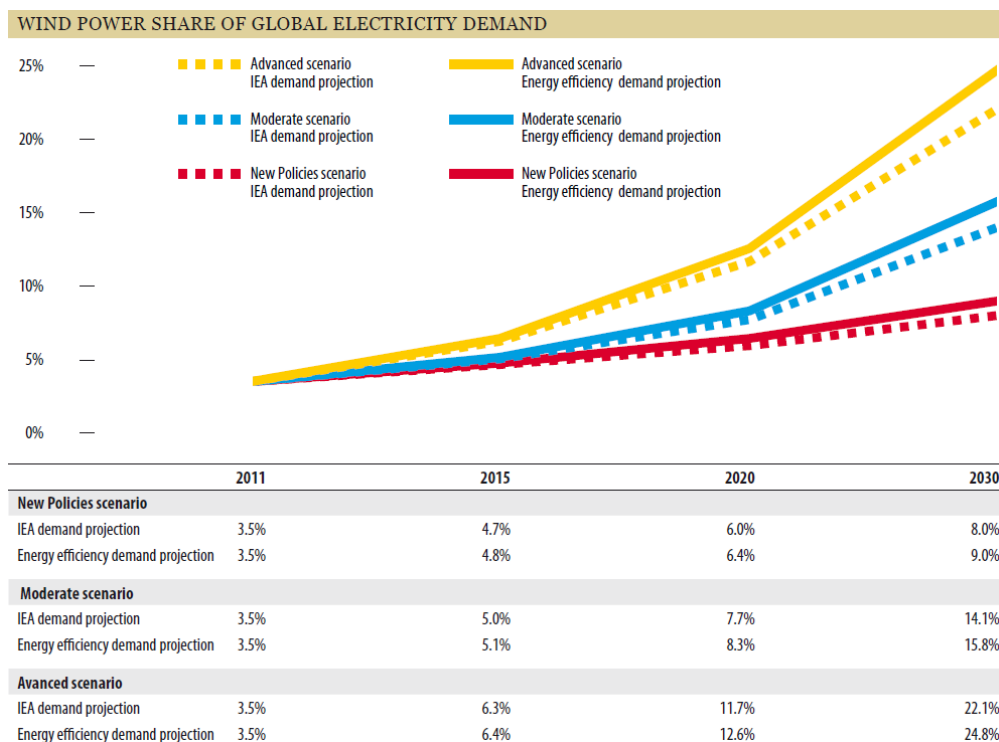 WIND POWER SHARE OF GLOBAL ELECTRICITY DEMAND
25%
20%
15%
10%
5%
0%
Advanced scenario
IEA demand projection
Advanced scenario
Energy efficiency demand projection
Moderate scenario
IEA demand projection
Moderate scenario
Energy efficiency demand projection
New Policies scenario
IEA demand projection
New Policies scenario
Energy efficiency demand projection
2011 2015 2020 2030
New Policies scenario
IEA demand projection 3.5% 4.7% 6.0% 8.0%
Energy efficiency demand projection 3.5% 4.8% 6.4% 9.0%
Moderate scenario
IEA demand projection 3.5% 5.0% 7.7% 14.1%
Energy efficiency demand projection 3.5% 5.1% 8.3% 15.8%
Avanced scenario
IEA demand projection 3.5% 6.3% 11.7% 22.1%
Energy efficiency demand projection 3.5% 6.4% 12.6% 24.8%